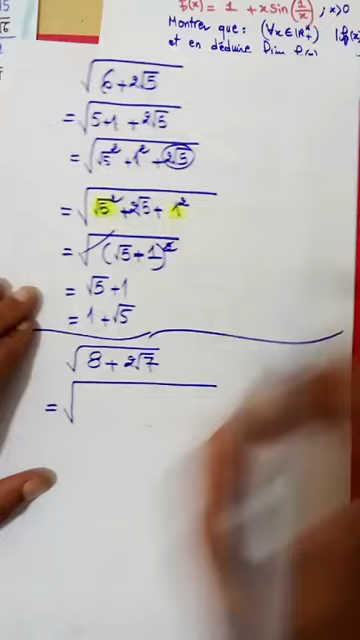 f(x) = 1 + x sin(1/x) ; x>0
Montrer que : (∀x∈ℝ*₊)
et en déduire
√(6+2√5)
= √(5+1+2√5)
= √(√5² + 1² + 2√5)
= √(√5² + 2√5 + 1²)
= √((√5+1)²)
= √5+1
= 1+√5
√(8+2√7)
= √